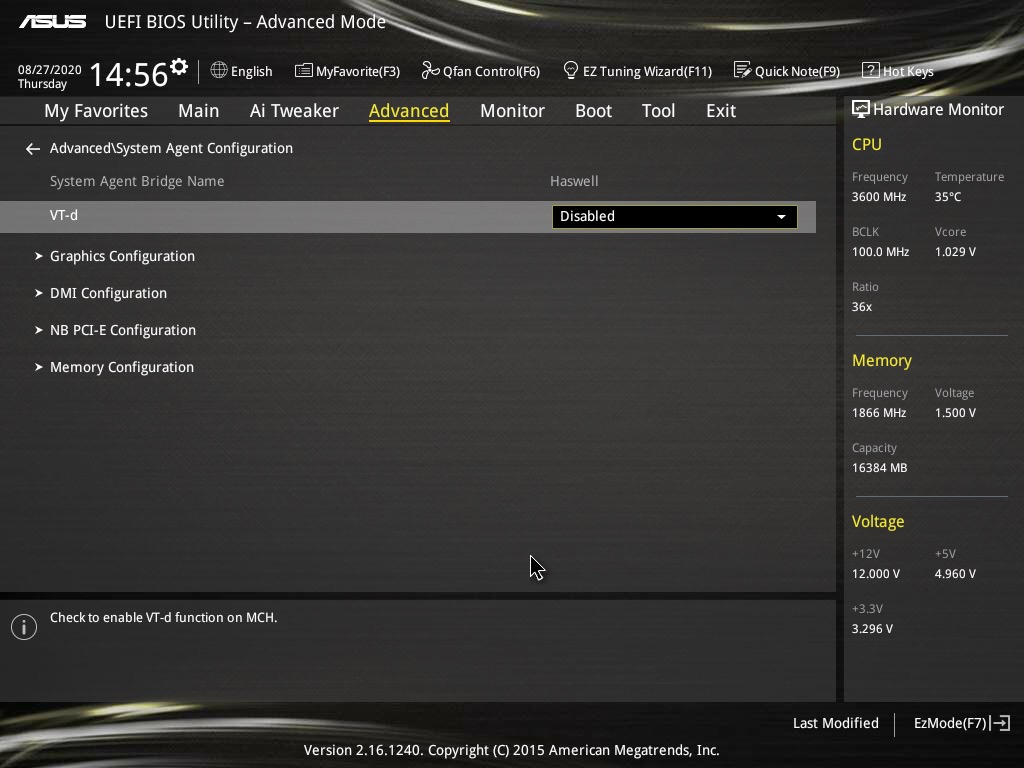 ASUS UEFI BIOS Utility – Advanced Mode
08/27/2020
Thursday
14:56
English MyFavorite(F3) Qfan Control(F6) EZ Tuning Wizard(F11) Quick Note(F9) ? Hot Keys
My Favorites Main Ai Tweaker Advanced Monitor Boot Tool Exit
Advanced\System Agent Configuration
System Agent Bridge Name Haswell
VT-d Disabled
Graphics Configuration
DMI Configuration
NB PCI-E Configuration
Memory Configuration
Check to enable VT-d function on MCH.
Hardware Monitor
CPU
Frequency Temperature
3600 MHz 35°C
BCLK Vcore
100.0 MHz 1.029 V
Ratio
36x
Memory
Frequency Voltage
1866 MHz 1.500 V
Capacity
16384 MB
Voltage
+12V +5V
12.000 V 4.960 V
+3.3V
3.296 V
Last Modified EzMode(F7)
Version 2.16.1240. Copyright (C) 2015 American Megatrends, Inc.